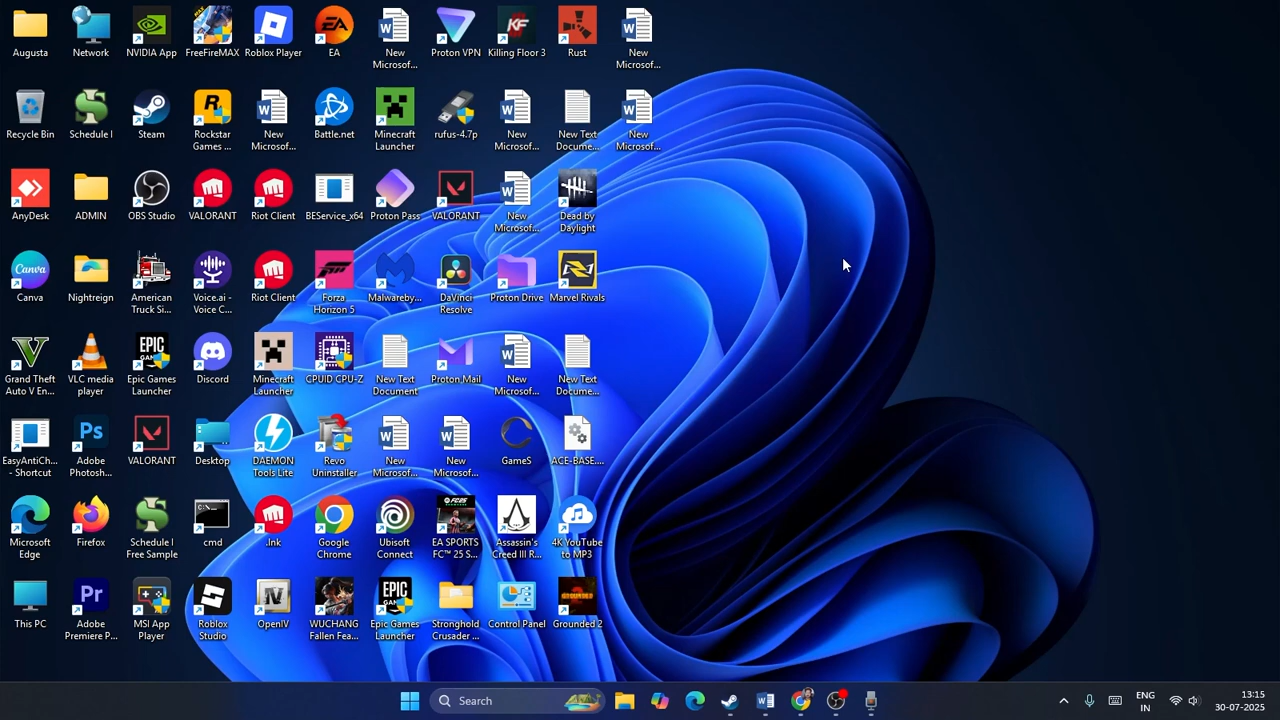 Augusta
Network
NVIDIA App
FreeFireMAX
Roblox Player
EA
New
Microsof...
Proton VPN
Killing Floor 3
Rust
New
Microsof...
Recycle Bin
Schedule I
Steam
Rockstar
Games ...
New
Microsof...
Battle.net
Minecraft
Launcher
rufus-4.7p
New
Microsof...
New Text
Docume...
New
Microsof...
AnyDesk
ADMIN
OBS Studio
VALORANT
Riot Client
BEService_x64
Proton Pass
VALORANT
New
Microsof...
Dead by
Daylight
Canva
Nightreign
American
Truck Si...
Voice.ai -
Voice C...
Riot Client
Forza
Horizon 5
Malwareby...
DaVinci
Resolve
Proton Drive
Marvel Rivals
Grand Theft
Auto V En...
VLC media
player
Epic Games
Launcher
Discord
Minecraft
Launcher
CPUID CPU-Z
New Text
Document
Proton Mail
New
Microsof...
New Text
Docume...
EasyAntiCh...
- Shortcut
Adobe
Photosh...
VALORANT
Desktop
DAEMON
Tools Lite
Revo
Uninstaller
New
Microsof...
New
Microsof...
GameS
ACE-BASE....
Microsoft
Edge
Firefox
Schedule I
Free Sample
cmd
.lnk
Google
Chrome
Ubisoft
Connect
EA SPORTS
FC™ 25 S...
Assassin's
Creed III R...
4K YouTube
to MP3
This PC
Adobe
Premiere P...
MSI App
Player
Roblox
Studio
OpenIV
WUCHANG
Fallen Fea...
Epic Games
Launcher
Stronghold
Crusader ...
Control Panel
Grounded 2
Search
ENG
IN
13:15
30-07-2025